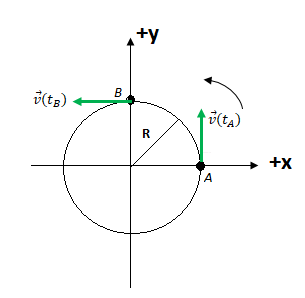 +y
B
v⃗(t_B)
R
v⃗(t_A)
+x
A